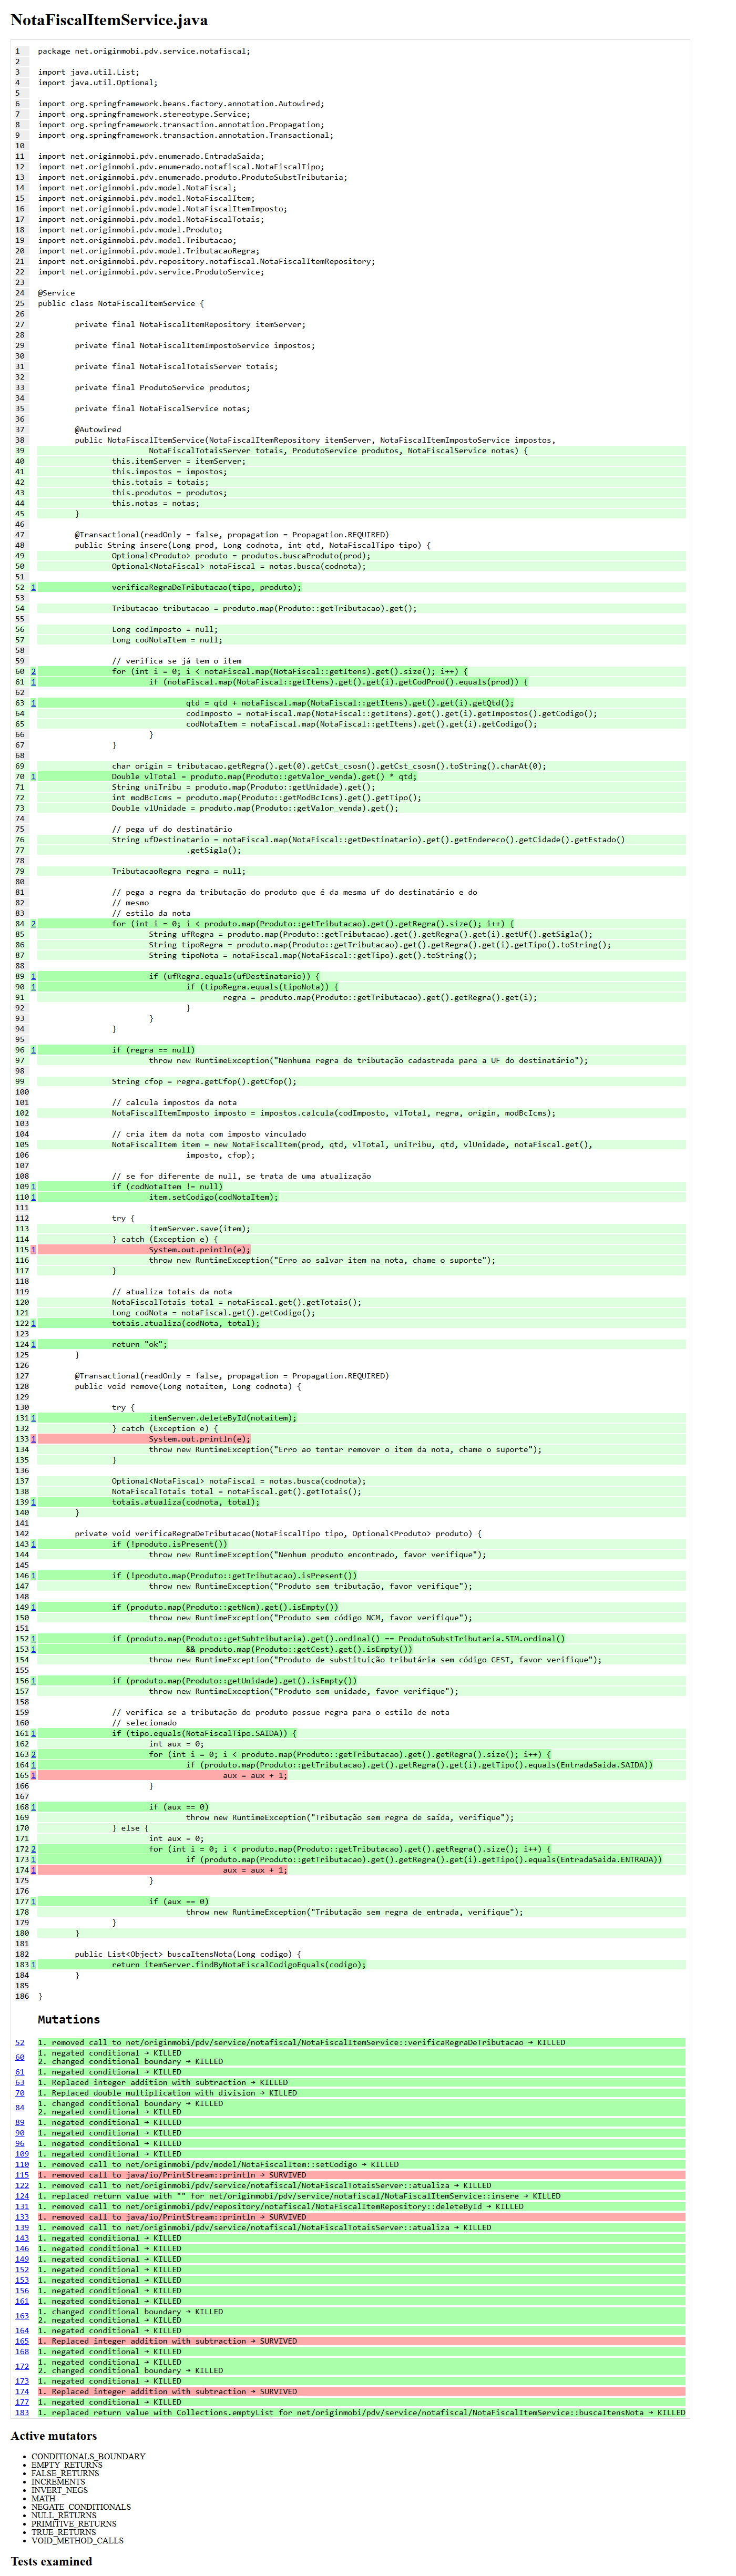 NotaFiscalItemService.java
1 package net.originmobi.pdv.service.notafiscal;
2
3 import java.util.List;
4 import java.util.Optional;
5
6 import org.springframework.beans.factory.annotation.Autowired;
7 import org.springframework.stereotype.Service;
8 import org.springframework.transaction.annotation.Propagation;
9 import org.springframework.transaction.annotation.Transactional;
10
11 import net.originmobi.pdv.enumerado.EntradaSaida;
12 import net.originmobi.pdv.enumerado.notafiscal.NotaFiscalTipo;
13 import net.originmobi.pdv.enumerado.produto.ProdutoSubstTributaria;
14 import net.originmobi.pdv.model.NotaFiscal;
15 import net.originmobi.pdv.model.NotaFiscalItem;
16 import net.originmobi.pdv.model.NotaFiscalItemImposto;
17 import net.originmobi.pdv.model.NotaFiscalTotais;
18 import net.originmobi.pdv.model.Produto;
19 import net.originmobi.pdv.model.Tributacao;
20 import net.originmobi.pdv.model.TributacaoRegra;
21 import net.originmobi.pdv.repository.notafiscal.NotaFiscalItemRepository;
22 import net.originmobi.pdv.service.ProdutoService;
23
24 @Service
25 public class NotaFiscalItemService {
26
27 private final NotaFiscalItemRepository itemServer;
28
29 private final NotaFiscalItemImpostoService impostos;
30
31 private final NotaFiscalTotaisServer totais;
32
33 private final ProdutoService produtos;
34
35 private final NotaFiscalService notas;
36
37 @Autowired
38 public NotaFiscalItemService(NotaFiscalItemRepository itemServer, NotaFiscalItemImpostoService impostos,
39 NotaFiscalTotaisServer totais, ProdutoService produtos, NotaFiscalService notas) {
40 this.itemServer = itemServer;
41 this.impostos = impostos;
42 this.totais = totais;
43 this.produtos = produtos;
44 this.notas = notas;
45 }
46
47 @Transactional(readOnly = false, propagation = Propagation.REQUIRED)
48 public String insere(Long prod, Long codnota, int qtd, NotaFiscalTipo tipo) {
49 Optional<Produto> produto = produtos.buscaProduto(prod);
50 Optional<NotaFiscal> notaFiscal = notas.busca(codnota);
51
52 1 verificaRegraDeTributacao(tipo, produto);
53
54 Tributacao tributacao = produto.map(Produto::getTributacao).get();
55
56 Long codImposto = null;
57 Long codNotaItem = null;
58
59 // verifica se já tem o item
60 2 for (int i = 0; i < notaFiscal.map(NotaFiscal::getItens).get().size(); i++) {
61 1 if (notaFiscal.map(NotaFiscal::getItens).get().get(i).getCodProd().equals(prod)) {
62
63 1 qtd = qtd + notaFiscal.map(NotaFiscal::getItens).get().get(i).getQtd();
64 codImposto = notaFiscal.map(NotaFiscal::getItens).get().get(i).getImpostos().getCodigo();
65 codNotaItem = notaFiscal.map(NotaFiscal::getItens).get().get(i).getCodigo();
66 }
67 }
68
69 char origin = tributacao.getRegra().get(0).getCst_csosn().getCst_csosn().toString().charAt(0);
70 1 Double vlTotal = produto.map(Produto::getValor_venda).get() * qtd;
71 String uniTribu = produto.map(Produto::getUnidade).get();
72 int modBcIcms = produto.map(Produto::getModBcIcms).get().getTipo();
73 Double vlUnidade = produto.map(Produto::getValor_venda).get();
74
75 // pega uf do destinatário
76 String ufDestinatario = notaFiscal.map(NotaFiscal::getDestinatario).get().getEndereco().getCidade().getEstado()
77 .getSigla();
78
79 TributacaoRegra regra = null;
80
81 // pega a regra da tributação do produto que é da mesma uf do destinatário e do
82 // mesmo
83 // estilo da nota
84 2 for (int i = 0; i < produto.map(Produto::getTributacao).get().getRegra().size(); i++) {
85 String ufRegra = produto.map(Produto::getTributacao).get().getRegra().get(i).getUf().getSigla();
86 String tipoRegra = produto.map(Produto::getTributacao).get().getRegra().get(i).getTipo().toString();
87 String tipoNota = notaFiscal.map(NotaFiscal::getTipo).get().toString();
88
89 1 if (ufRegra.equals(ufDestinatario)) {
90 1 if (tipoRegra.equals(tipoNota)) {
91 regra = produto.map(Produto::getTributacao).get().getRegra().get(i);
92 }
93 }
94 }
95
96 1 if (regra == null)
97 throw new RuntimeException("Nenhuma regra de tributação cadastrada para a UF do destinatário");
98
99 String cfop = regra.getCfop().getCfop();
100
101 // calcula impostos da nota
102 NotaFiscalItemImposto imposto = impostos.calcula(codImposto, vlTotal, regra, origin, modBcIcms);
103
104 // cria item da nota com imposto vinculado
105 NotaFiscalItem item = new NotaFiscalItem(prod, qtd, vlTotal, uniTribu, qtd, vlUnidade, notaFiscal.get(),
106 imposto, cfop);
107
108 // se for diferente de null, se trata de uma atualização
109 1 if (codNotaItem != null)
110 1 item.setCodigo(codNotaItem);
111
112 try {
113 itemServer.save(item);
114 } catch (Exception e) {
115 1 System.out.println(e);
116 throw new RuntimeException("Erro ao salvar item na nota, chame o suporte");
117 }
118
119 // atualiza totais da nota
120 NotaFiscalTotais total = notaFiscal.get().getTotais();
121 Long codNota = notaFiscal.get().getCodigo();
122 1 totais.atualiza(codNota, total);
123
124 1 return "ok";
125 }
126
127 @Transactional(readOnly = false, propagation = Propagation.REQUIRED)
128 public void remove(Long notaitem, Long codnota) {
129
130 try {
131 1 itemServer.deleteById(notaitem);
132 } catch (Exception e) {
133 1 System.out.println(e);
134 throw new RuntimeException("Erro ao tentar remover o item da nota, chame o suporte");
135 }
136
137 Optional<NotaFiscal> notaFiscal = notas.busca(codnota);
138 NotaFiscalTotais total = notaFiscal.get().getTotais();
139 1 totais.atualiza(codnota, total);
140 }
141
142 private void verificaRegraDeTributacao(NotaFiscalTipo tipo, Optional<Produto> produto) {
143 1 if (!produto.isPresent())
144 throw new RuntimeException("Nenhum produto encontrado, favor verifique");
145
146 1 if (!produto.map(Produto::getTributacao).isPresent())
147 throw new RuntimeException("Produto sem tributação, favor verifique");
148
149 1 if (produto.map(Produto::getNcm).get().isEmpty())
150 throw new RuntimeException("Produto sem código NCM, favor verifique");
151
152 1 if (produto.map(Produto::getSubtributaria).get().ordinal() == ProdutoSubstTributaria.SIM.ordinal()
153 1 && produto.map(Produto::getCest).get().isEmpty())
154 throw new RuntimeException("Produto de substituição tributária sem código CEST, favor verifique");
155
156 1 if (produto.map(Produto::getUnidade).get().isEmpty())
157 throw new RuntimeException("Produto sem unidade, favor verifique");
158
159 // verifica se a tributação do produto possue regra para o estilo de nota
160 // selecionado
161 1 if (tipo.equals(NotaFiscalTipo.SAIDA)) {
162 int aux = 0;
163 2 for (int i = 0; i < produto.map(Produto::getTributacao).get().getRegra().size(); i++) {
164 1 if (produto.map(Produto::getTributacao).get().getRegra().get(i).getTipo().equals(EntradaSaida.SAIDA))
165 1 aux = aux + 1;
166 }
167
168 1 if (aux == 0)
169 throw new RuntimeException("Tributação sem regra de saída, verifique");
170 } else {
171 int aux = 0;
172 2 for (int i = 0; i < produto.map(Produto::getTributacao).get().getRegra().size(); i++) {
173 1 if (produto.map(Produto::getTributacao).get().getRegra().get(i).getTipo().equals(EntradaSaida.ENTRADA))
174 1 aux = aux + 1;
175 }
176
177 1 if (aux == 0)
178 throw new RuntimeException("Tributação sem regra de entrada, verifique");
179 }
180 }
181
182 public List<Object> buscaItensNota(Long codigo) {
183 1 return itemServer.findByNotaFiscalCodigoEquals(codigo);
184 }
185
186 }
Mutations
52 1. removed call to net/originmobi/pdv/service/notafiscal/NotaFiscalItemService::verificaRegraDeTributacao → KILLED
60 1. negated conditional → KILLED
2. changed conditional boundary → KILLED
61 1. negated conditional → KILLED
63 1. Replaced integer addition with subtraction → KILLED
70 1. Replaced double multiplication with division → KILLED
84 1. changed conditional boundary → KILLED
2. negated conditional → KILLED
89 1. negated conditional → KILLED
90 1. negated conditional → KILLED
96 1. negated conditional → KILLED
109 1. negated conditional → KILLED
110 1. removed call to net/originmobi/pdv/model/NotaFiscalItem::setCodigo → KILLED
115 1. removed call to java/io/PrintStream::println → SURVIVED
122 1. removed call to net/originmobi/pdv/service/notafiscal/NotaFiscalTotaisServer::atualiza → KILLED
124 1. replaced return value with "" for net/originmobi/pdv/service/notafiscal/NotaFiscalItemService::insere → KILLED
131 1. removed call to net/originmobi/pdv/repository/notafiscal/NotaFiscalItemRepository::deleteById → KILLED
133 1. removed call to java/io/PrintStream::println → SURVIVED
139 1. removed call to net/originmobi/pdv/service/notafiscal/NotaFiscalTotaisServer::atualiza → KILLED
143 1. negated conditional → KILLED
146 1. negated conditional → KILLED
149 1. negated conditional → KILLED
152 1. negated conditional → KILLED
153 1. negated conditional → KILLED
156 1. negated conditional → KILLED
161 1. negated conditional → KILLED
163 1. changed conditional boundary → KILLED
2. negated conditional → KILLED
164 1. negated conditional → KILLED
165 1. Replaced integer addition with subtraction → SURVIVED
168 1. negated conditional → KILLED
172 1. negated conditional → KILLED
2. changed conditional boundary → KILLED
173 1. negated conditional → KILLED
174 1. Replaced integer addition with subtraction → SURVIVED
177 1. negated conditional → KILLED
183 1. replaced return value with Collections.emptyList for net/originmobi/pdv/service/notafiscal/NotaFiscalItemService::buscaItensNota → KILLED
Active mutators
• CONDITIONALS_BOUNDARY
• EMPTY_RETURNS
• FALSE_RETURNS
• INCREMENTS
• INVERT_NEGS
• MATH
• NEGATE_CONDITIONALS
• NULL_RETURNS
• PRIMITIVE_RETURNS
• TRUE_RETURNS
• VOID_METHOD_CALLS
Tests examined